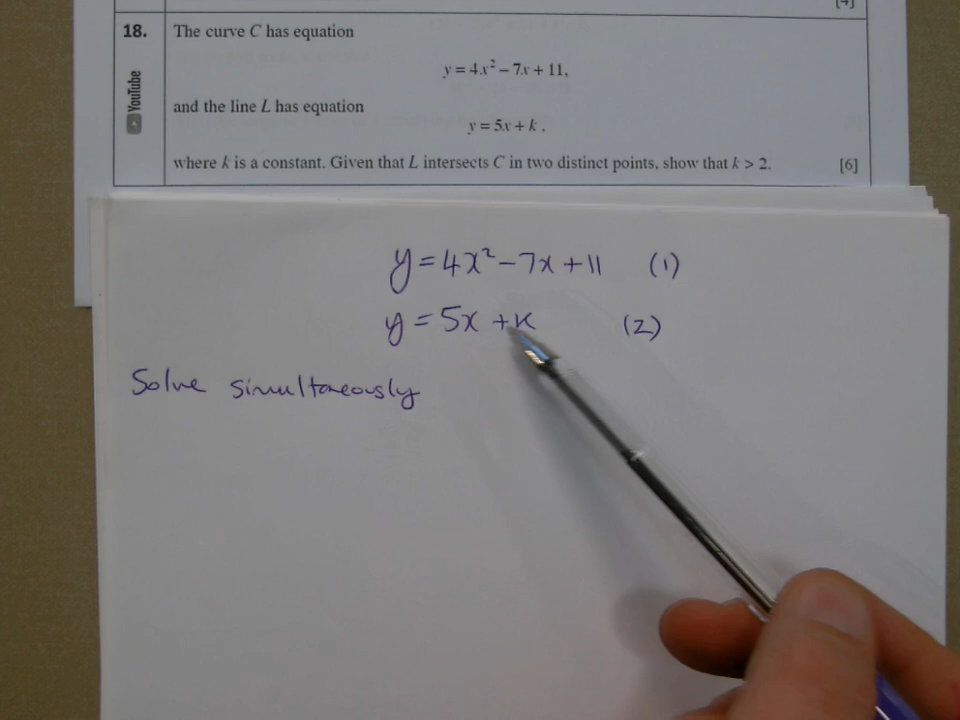 [4]
18. The curve C has equation
y = 4x² − 7x + 11,
YouTube
and the line L has equation
y = 5x + k .
where k is a constant. Given that L intersects C in two distinct points, show that k > 2. [6]
y = 4x² − 7x + 11 (1)
y = 5x + k (2)
Solve simultaneously